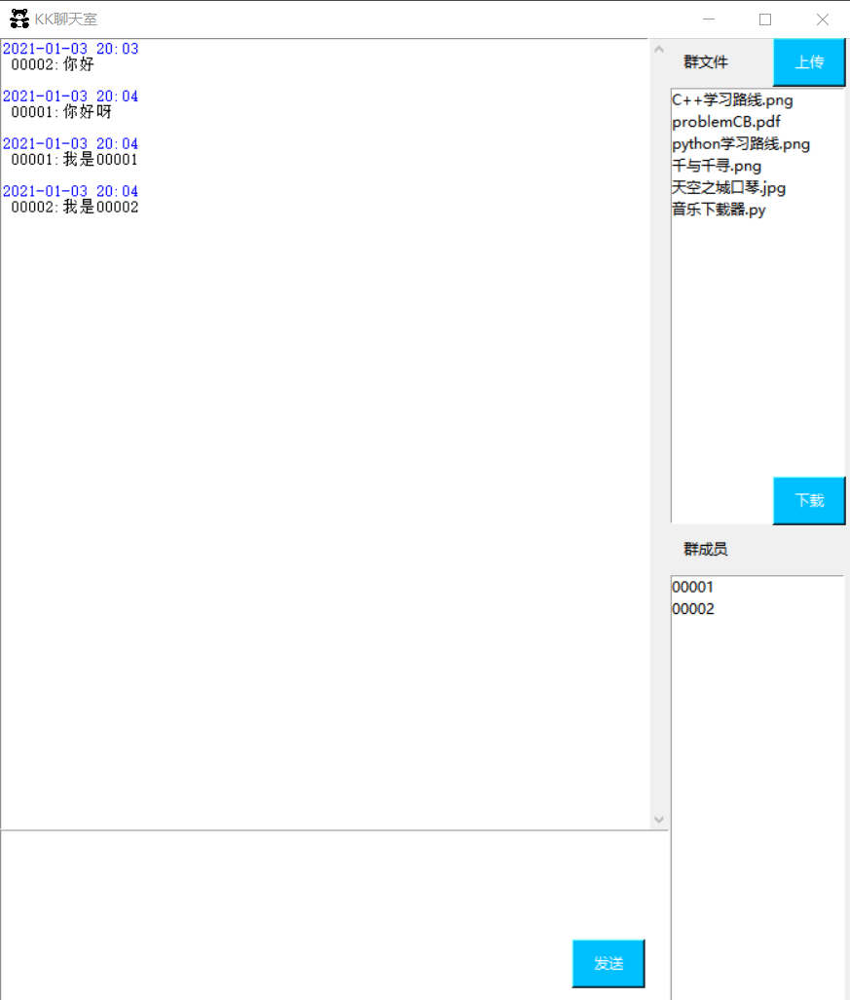 KK聊天室
2021-01-03 20:03
00002:你好
2021-01-03 20:04
00001:你好呀
2021-01-03 20:04
00001:我是00001
2021-01-03 20:04
00002:我是00002
发送
群文件
上传
C++学习路线.png
problemCB.pdf
python学习路线.png
千与千寻.png
天空之城口琴.jpg
音乐下载器.py
下载
群成员
00001
00002